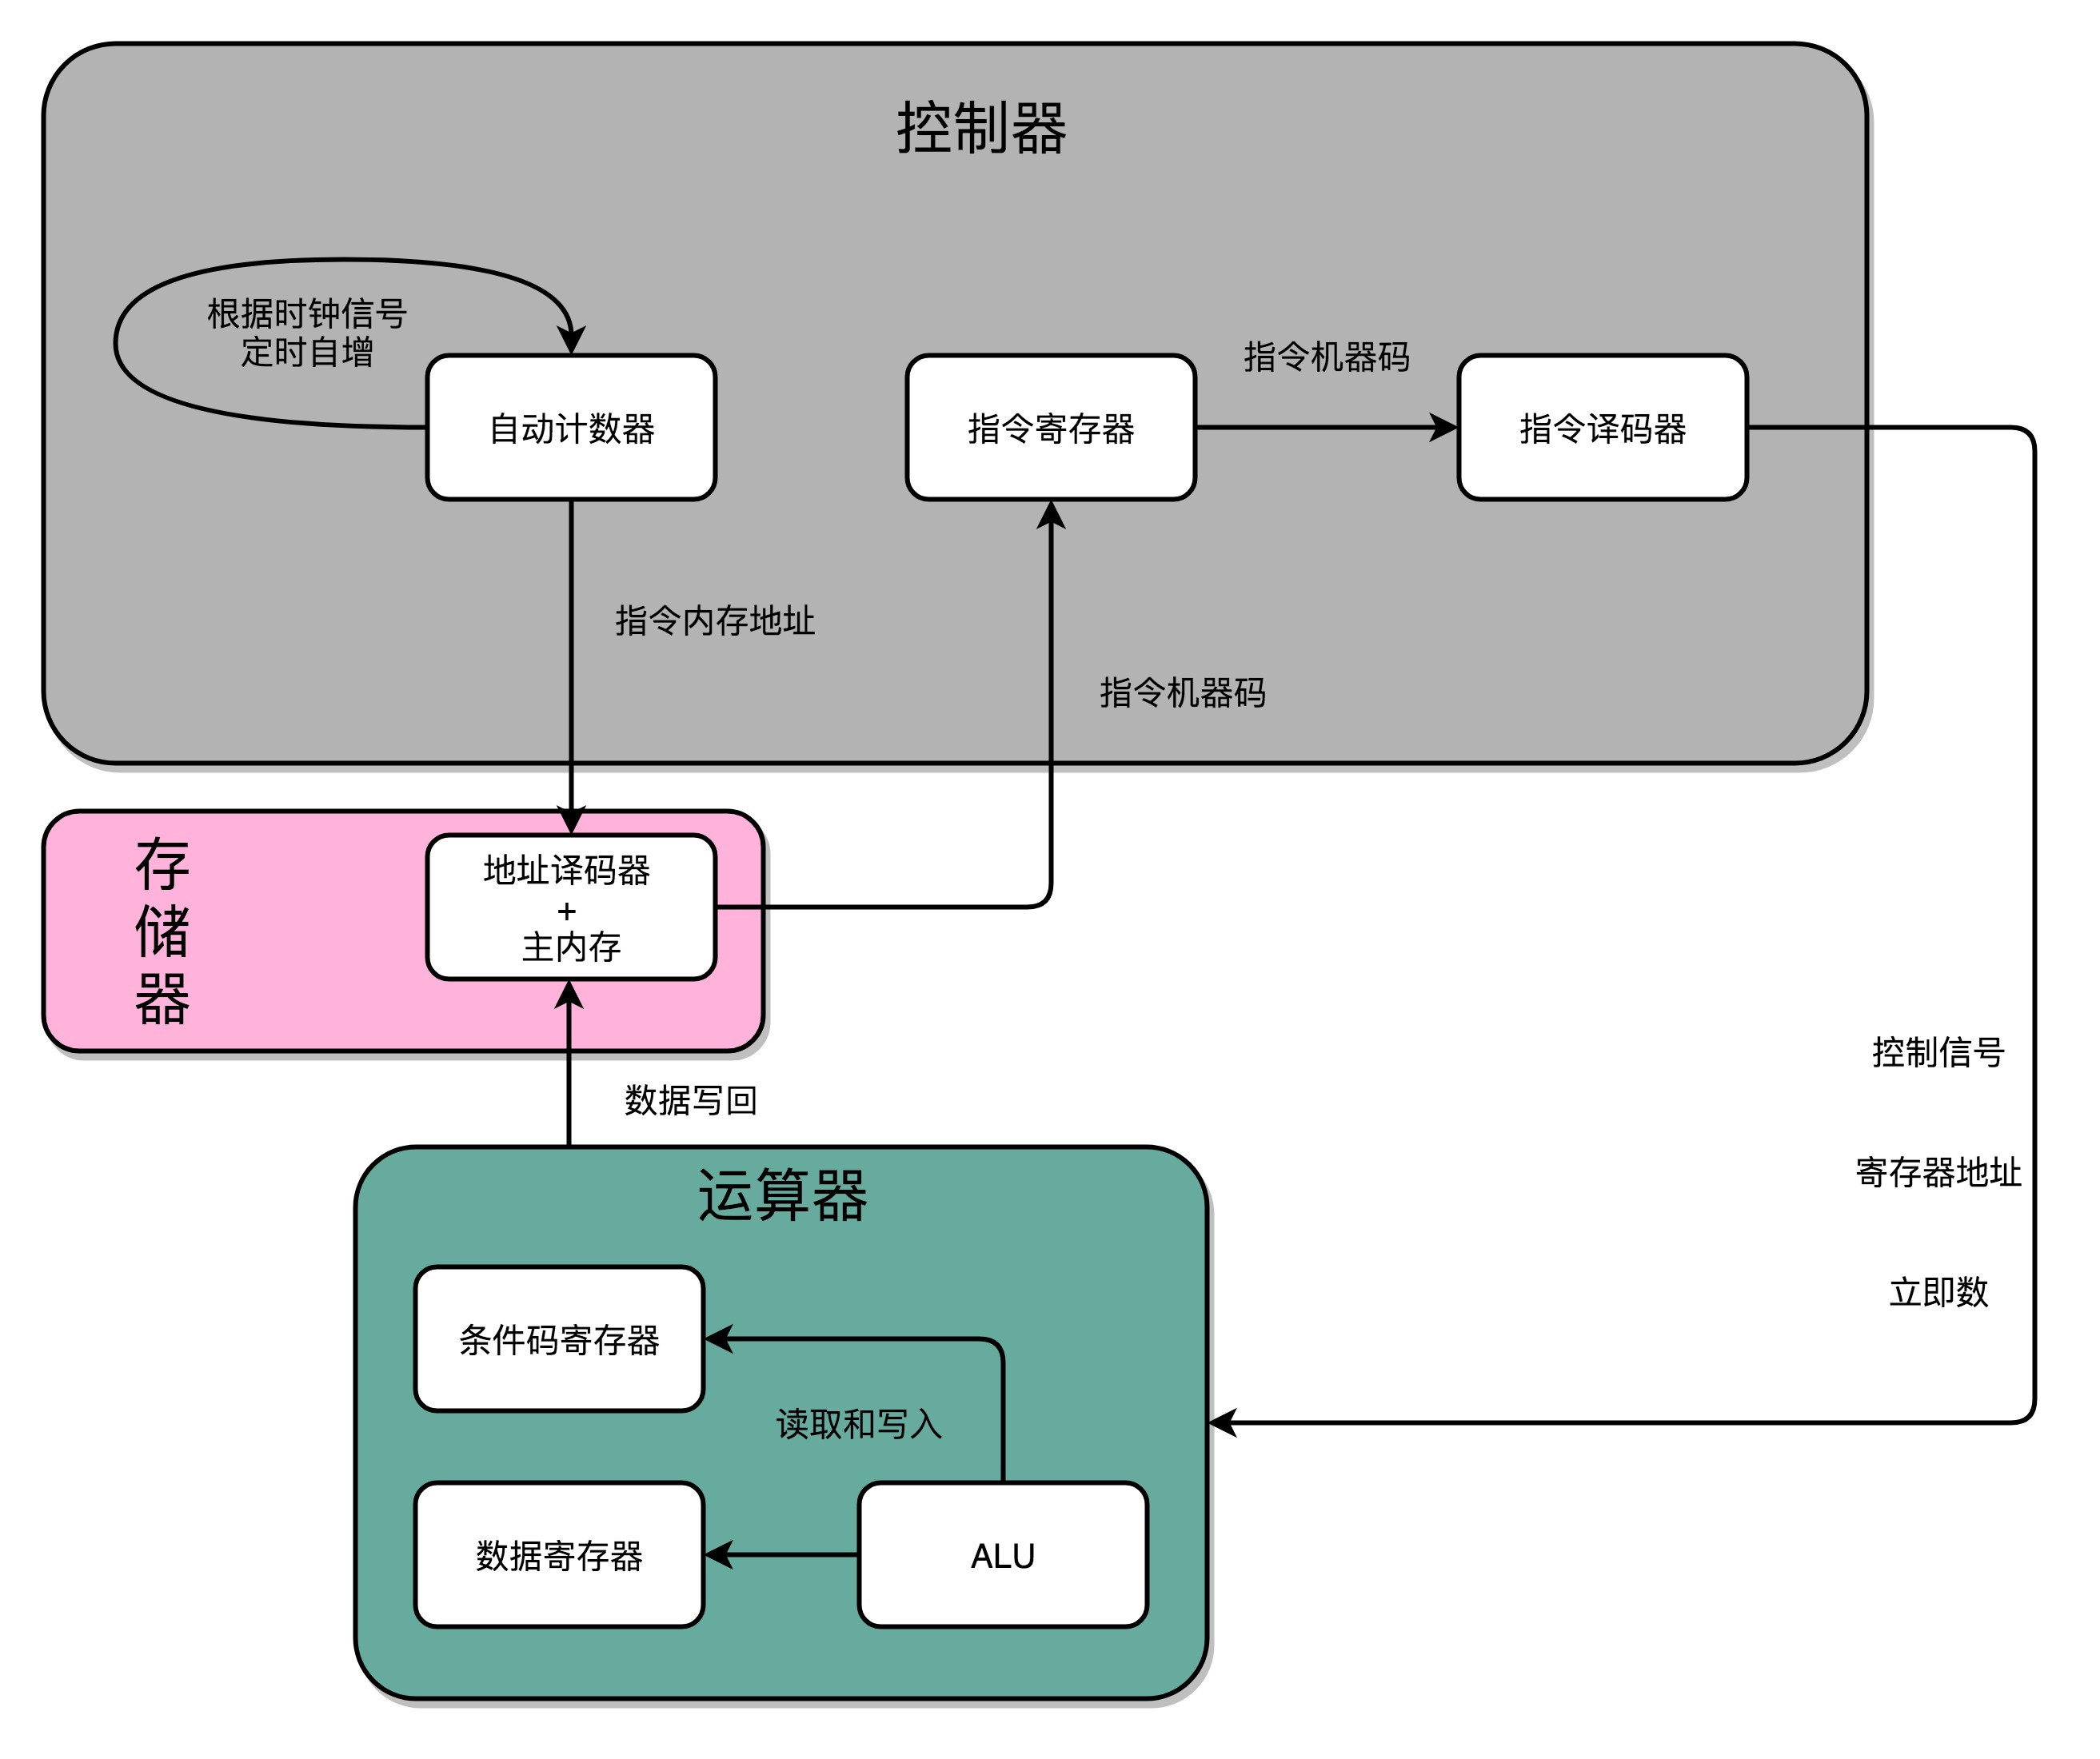 控制器
根据时钟信号
定时自增
自动计数器
指令寄存器
指令机器码
指令译码器
指令内存地址
指令机器码
存
储
器
地址译码器
+
主内存
数据写回
控制信号
寄存器地址
立即数
运算器
条件码寄存器
读取和写入
数据寄存器
ALU